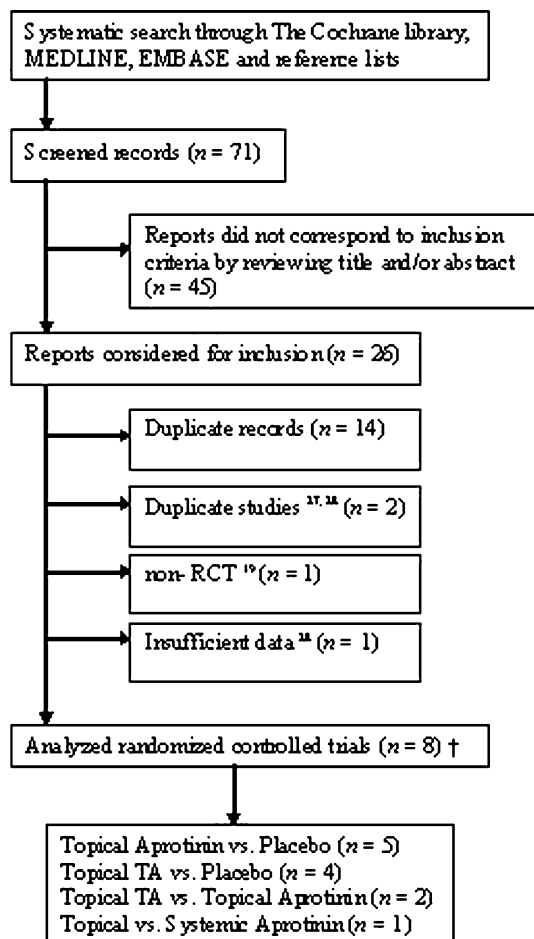 Systematic search through The Cochrane library,
MEDLINE, EMBASE and reference lists
Screened records (n = 71)
Reports did not correspond to inclusion
criteria by reviewing title and/or abstract
(n = 45)
Reports considered for inclusion (n = 26)
Duplicate records (n = 14)
Duplicate studies 17, 18 (n = 2)
non- RCT 19 (n = 1)
Insufficient data 18 (n = 1)
Analyzed randomized controlled trials (n = 8) †
Topical Aprotinin vs. Placebo (n = 5)
Topical TA vs. Placebo (n = 4)
Topical TA vs. Topical Aprotinin (n = 2)
Topical vs. Systemic Aprotinin (n = 1)